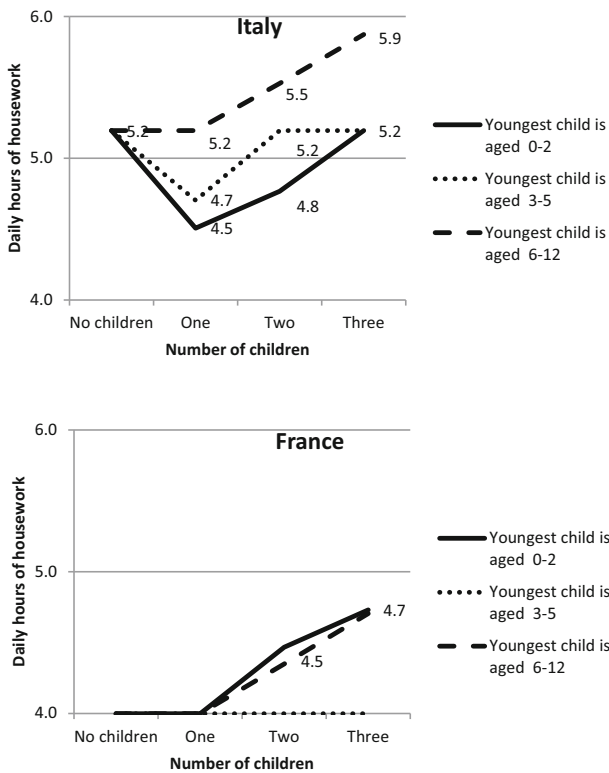 Italy
6.0
5.0
4.0
Daily hours of housework
5.2
5.2
4.7
4.5
5.5
5.2
4.8
5.9
5.2
No children
One
Two
Three
Number of children
Youngest child is
aged 0-2
Youngest child is
aged 3-5
Youngest child is
aged 6-12
France
6.0
5.0
4.0
Daily hours of housework
4.5
4.7
No children
One
Two
Three
Number of children
Youngest child is
aged 0-2
Youngest child is
aged 3-5
Youngest child is
aged 6-12